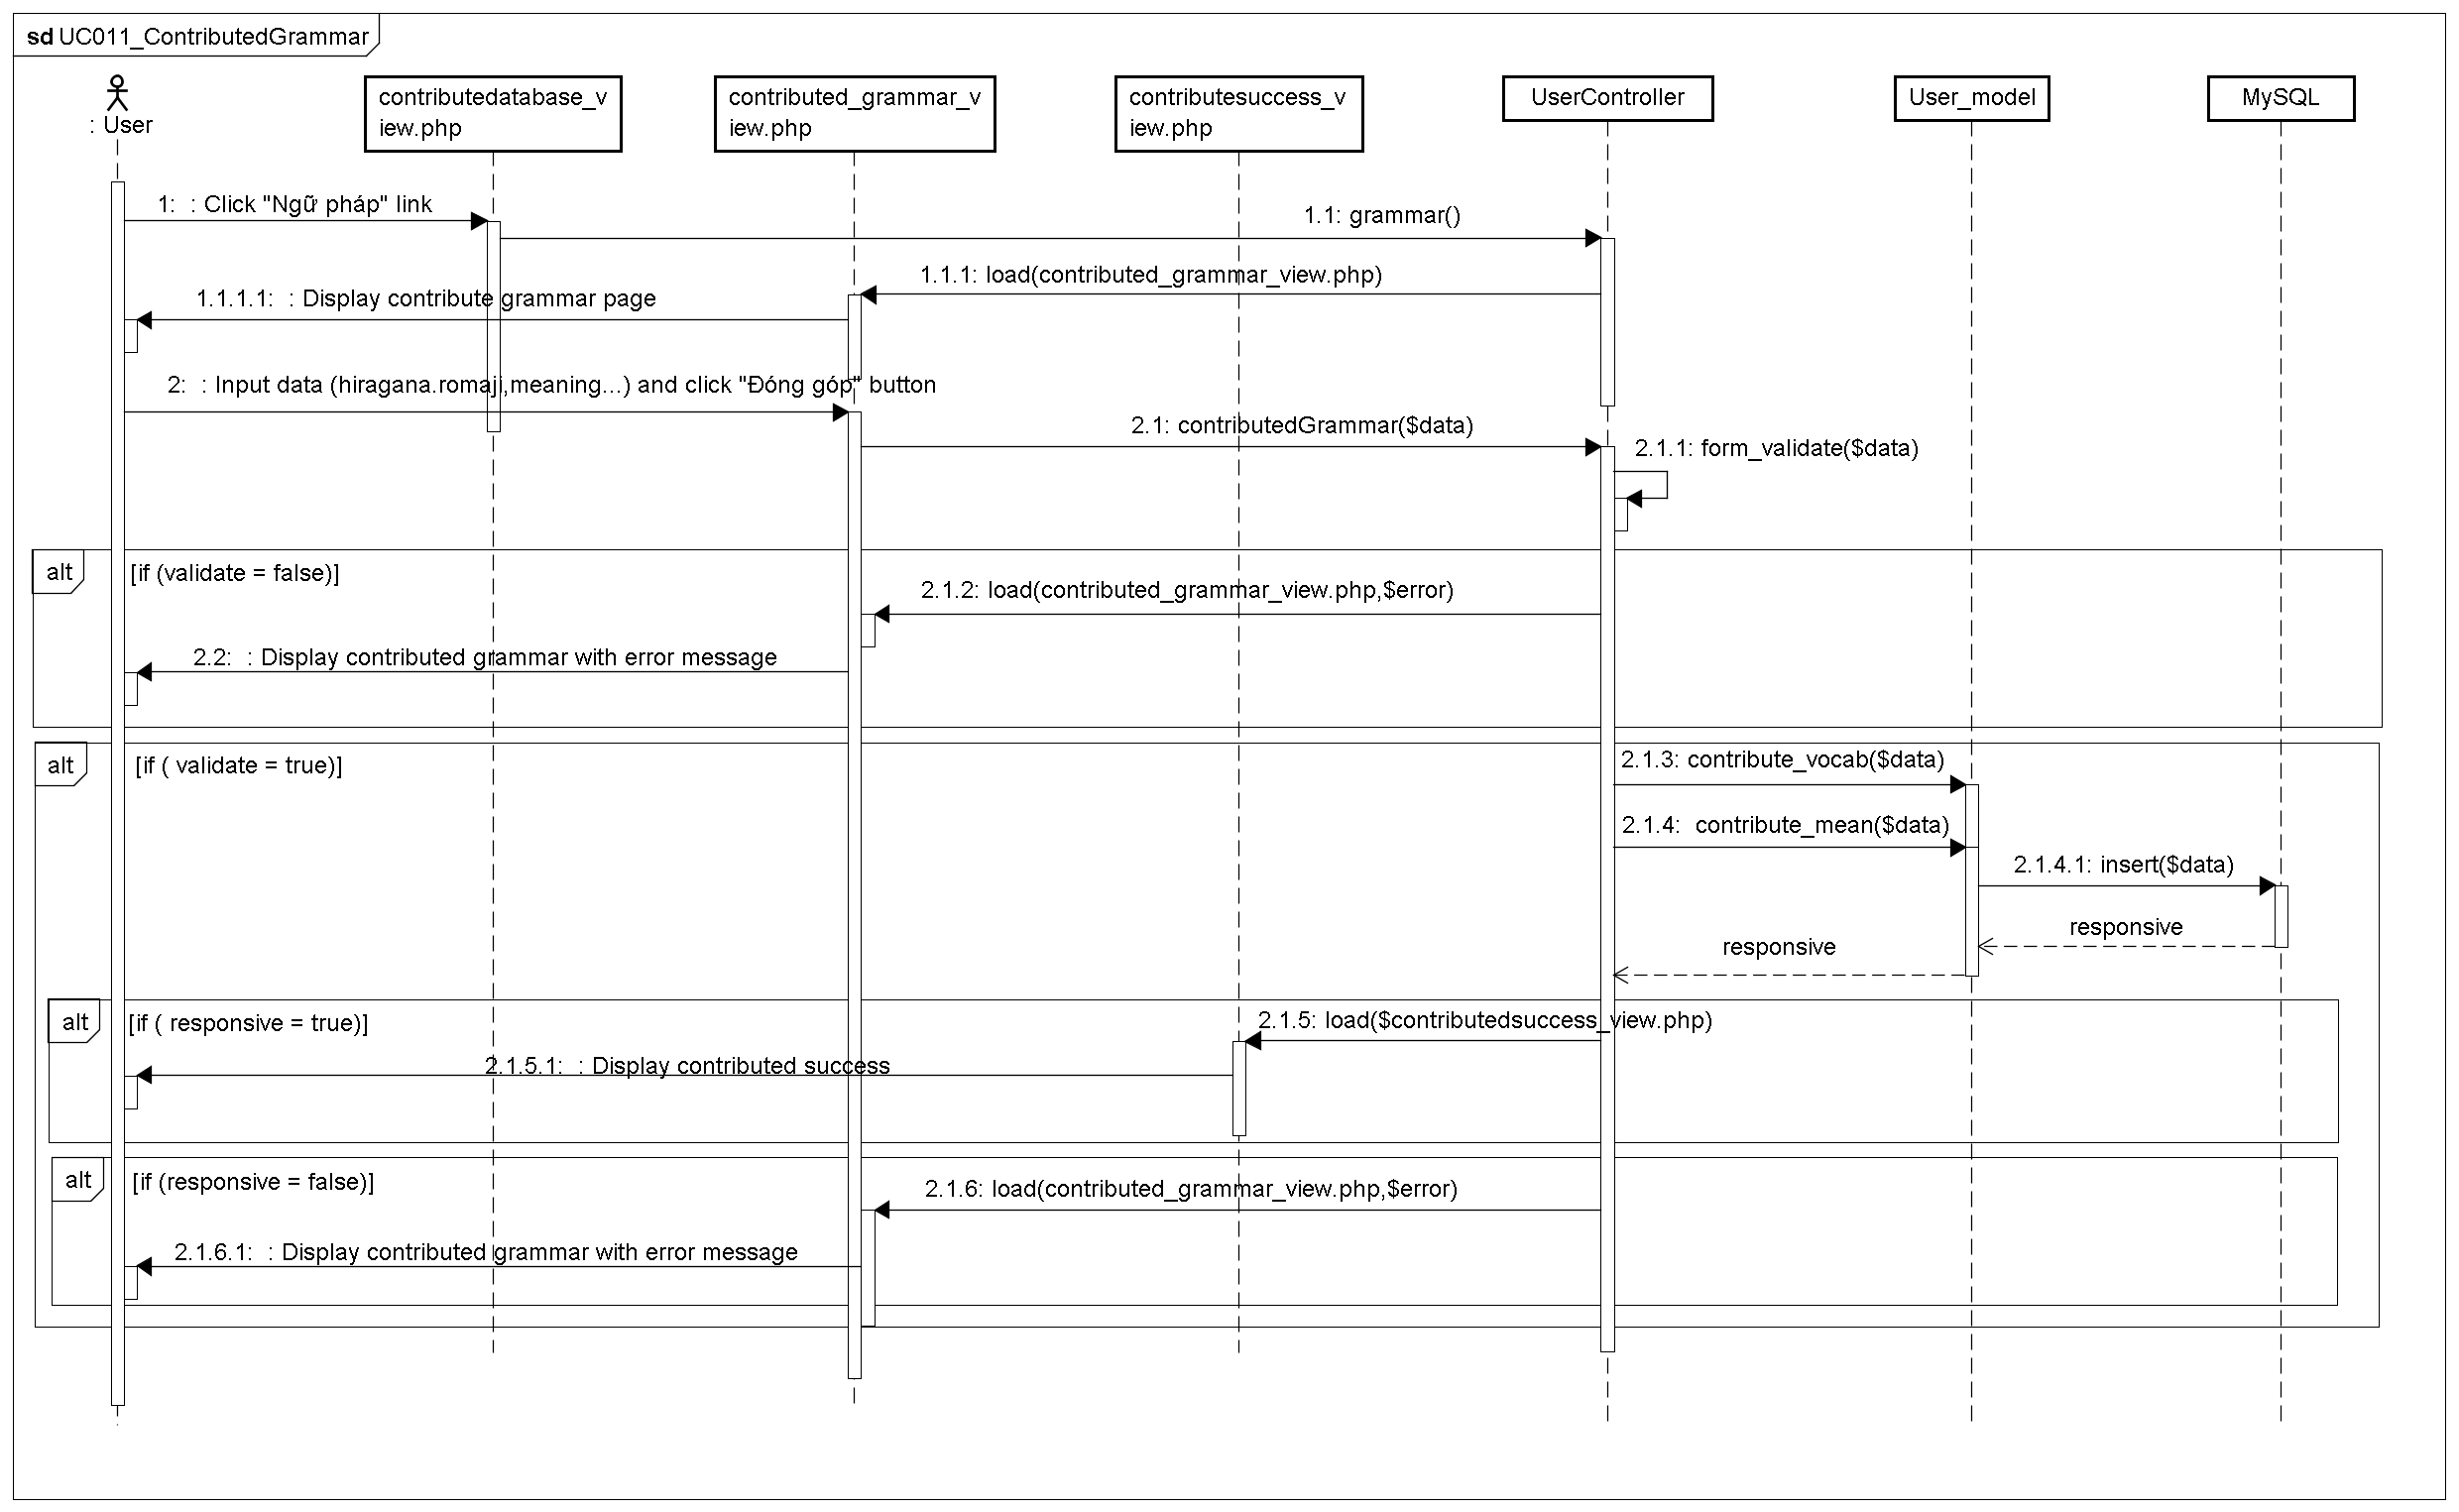 sd UC011_ContributedGrammar
: User
contributedatabase_v
iew.php
contributed_grammar_v
iew.php
contributesuccess_v
iew.php
UserController
User_model
MySQL
1:  : Click "Ngữ pháp" link
1.1: grammar()
1.1.1: load(contributed_grammar_view.php)
1.1.1.1:  : Display contribute grammar page
2:  : Input data (hiragana.romaji,meaning...) and click "Đóng góp" button
2.1: contributedGrammar($data)
2.1.1: form_validate($data)
alt
[if (validate = false)]
2.1.2: load(contributed_grammar_view.php,$error)
2.2:  : Display contributed grammar with error message
alt
[if ( validate = true)]
2.1.3: contribute_vocab($data)
2.1.4:  contribute_mean($data)
2.1.4.1: insert($data)
responsive
responsive
alt
[if ( responsive = true)]
2.1.5: load($contributedsuccess_view.php)
2.1.5.1:  : Display contributed success
alt
[if (responsive = false)]
2.1.6: load(contributed_grammar_view.php,$error)
2.1.6.1:  : Display contributed grammar with error message